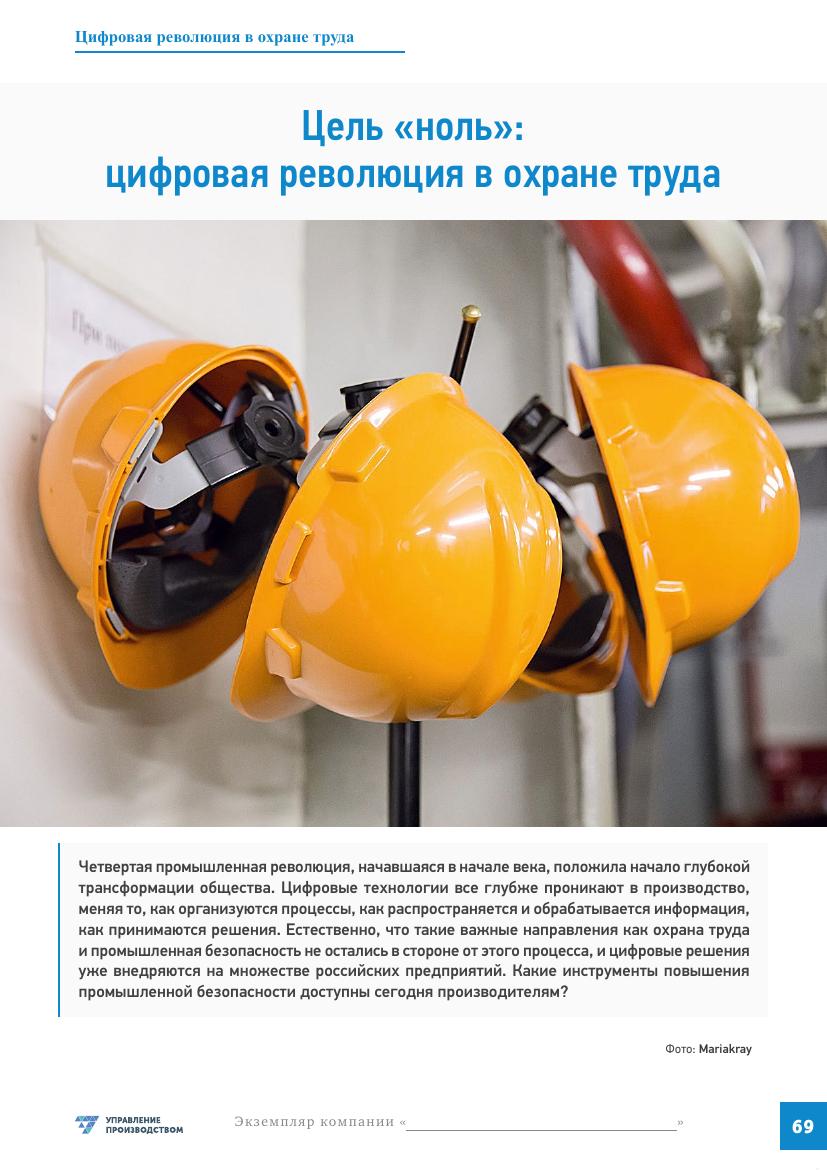 Цифровая революция в охране труда
Цель «ноль»:
цифровая революция в охране труда
При
Четвертая промышленная революция, начавшаяся в начале века, положила начало глубокой
трансформации общества. Цифровые технологии все глубже проникают в производство,
меняя то, как организуются процессы, как распространяется и обрабатывается информация,
как принимаются решения. Естественно, что такие важные направления как охрана труда
и промышленная безопасность не остались в стороне от этого процесса, и цифровые решения
уже внедряются на множестве российских предприятий. Какие инструменты повышения
промышленной безопасности доступны сегодня производителям?
Фото: Mariakray
УПРАВЛЕНИЕ
ПРОИЗВОДСТВОМ
Экземпляр компании «______________________________»
69